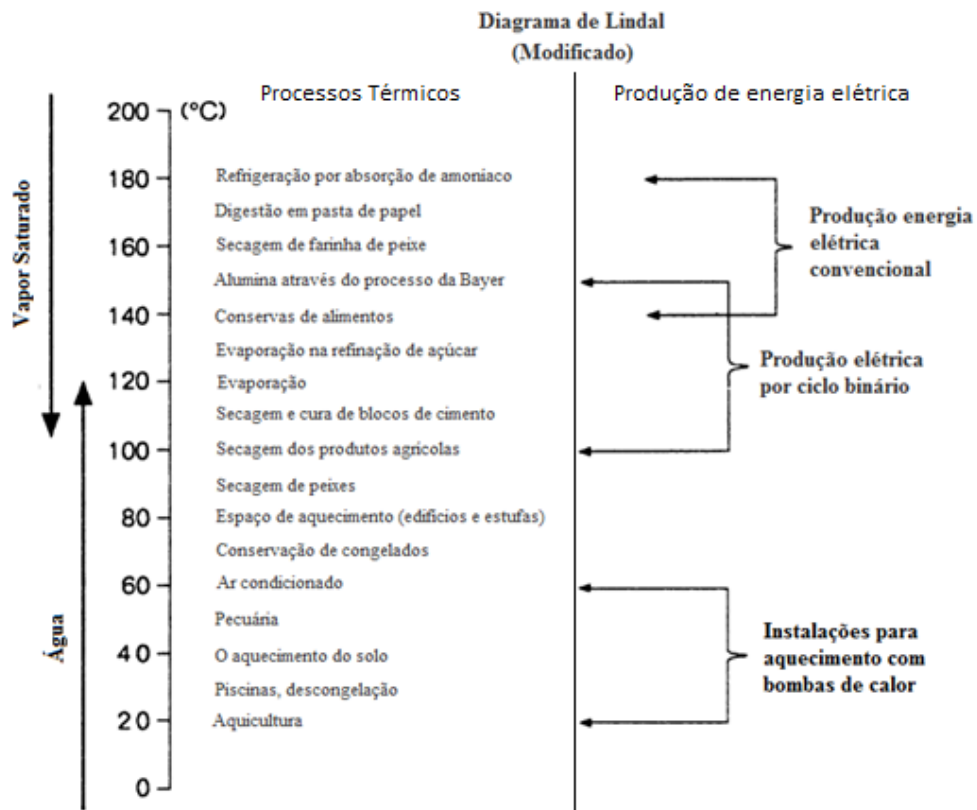 Diagrama de Lindal
(Modificado)
Processos Térmicos
Produção de energia elétrica
200 (°C)
180
Refrigeração por absorção de amoníaco
Digestão em pasta de papel
160
Secagem de farinha de peixe
Alumina através do processo da Bayer
140
Conservas de alimentos
Evaporação na refinação de açúcar
120
Evaporação
Secagem e cura de blocos de cimento
100
Secagem dos produtos agrícolas
Secagem de peixes
80
Espaço de aquecimento (edifícios e estufas)
Conservação de congelados
60
Ar condicionado
Pecuária
40
O aquecimento do solo
Piscinas, descongelação
20
Aquicultura
0
Vapor Saturado
Água
Produção energia
elétrica
convencional
Produção elétrica
por ciclo binário
Instalações para
aquecimento com
bombas de calor